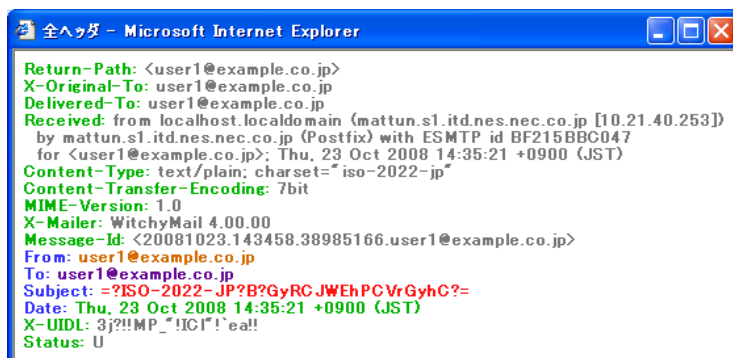 全ヘッダ - Microsoft Internet Explorer
Return-Path: <user1@example.co.jp>
X-Original-To: user1@example.co.jp
Delivered-To: user1@example.co.jp
Received: from localhost.localdomain (mattun.s1.itd.nes.nec.co.jp [10.21.40.253])
by mattun.s1.itd.nes.nec.co.jp (Postfix) with ESMTP id BF215BBC047
for <user1@example.co.jp>; Thu, 23 Oct 2008 14:35:21 +0900 (JST)
Content-Type: text/plain; charset="iso-2022-jp"
Content-Transfer-Encoding: 7bit
MIME-Version: 1.0
X-Mailer: WitchyMail 4.00.00
Message-Id: <20081023.143458.38985166.user1@example.co.jp>
From: user1@example.co.jp
To: user1@example.co.jp
Subject: =?ISO-2022-JP?B?GyRCJWEhPCVrGyhC?=
Date: Thu, 23 Oct 2008 14:35:21 +0900 (JST)
X-UIDL: 3j?!!MP_"!ICI"!`ea!!
Status: U